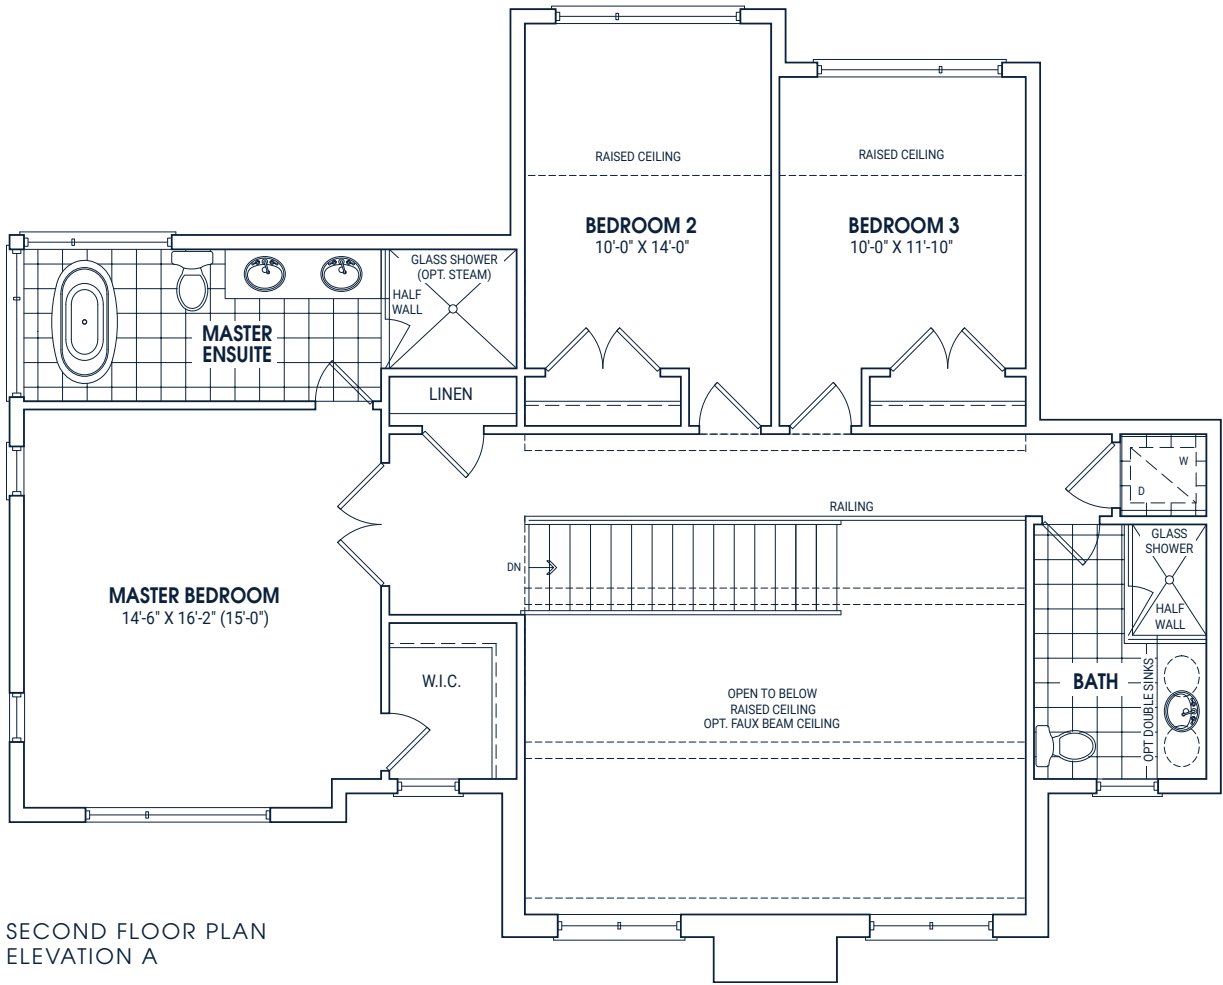 RAISED CEILING
RAISED CEILING
BEDROOM 2
10'-0" X 14'-0"
BEDROOM 3
10'-0" X 11'-10"
GLASS SHOWER
(OPT. STEAM)
HALF
WALL
MASTER
ENSUITE
LINEN
W
D
RAILING
GLASS
SHOWER
HALF
WALL
DN
MASTER BEDROOM
14'-6" X 16'-2" (15'-0")
W.I.C.
BATH
OPT DOUBLE SINKS
OPEN TO BELOW
RAISED CEILING
OPT. FAUX BEAM CEILING
SECOND FLOOR PLAN
ELEVATION A